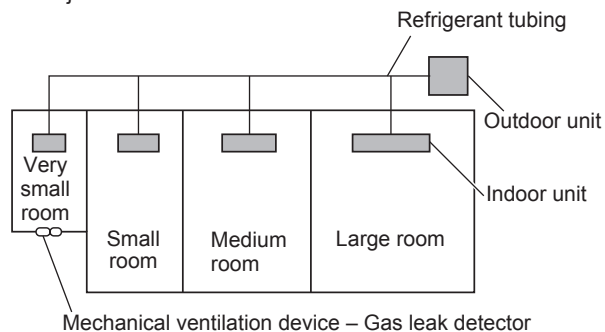 Refrigerant tubing
Outdoor unit
Indoor unit
Very
small
room
Small
room
Medium
room
Large room
Mechanical ventilation device – Gas leak detector